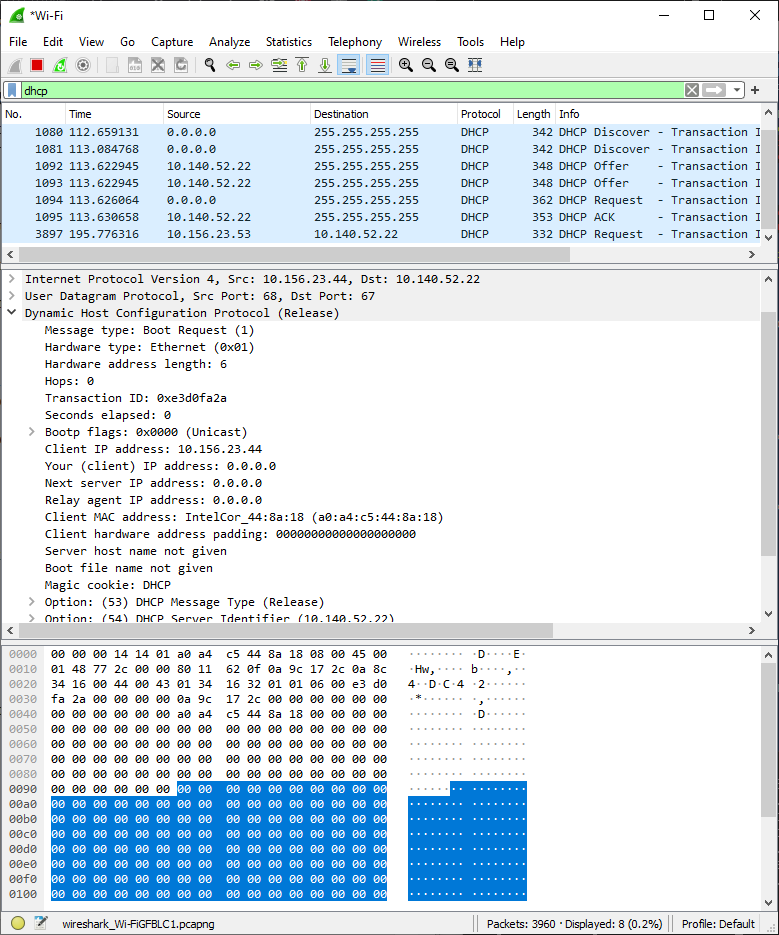 *Wi-Fi
File Edit View Go Capture Analyze Statistics Telephony Wireless Tools Help
dhcp
No. Time Source Destination Protocol Length Info
1080 112.659131 0.0.0.0 255.255.255.255 DHCP 342 DHCP Discover - Transaction I
1081 113.084768 0.0.0.0 255.255.255.255 DHCP 342 DHCP Discover - Transaction I
1092 113.622945 10.140.52.22 255.255.255.255 DHCP 348 DHCP Offer - Transaction I
1093 113.622945 10.140.52.22 255.255.255.255 DHCP 348 DHCP Offer - Transaction I
1094 113.626064 0.0.0.0 255.255.255.255 DHCP 362 DHCP Request - Transaction I
1095 113.630658 10.140.52.22 255.255.255.255 DHCP 353 DHCP ACK - Transaction I
3897 195.776316 10.156.23.53 10.140.52.22 DHCP 332 DHCP Request - Transaction I
Internet Protocol Version 4, Src: 10.156.23.44, Dst: 10.140.52.22
User Datagram Protocol, Src Port: 68, Dst Port: 67
Dynamic Host Configuration Protocol (Release)
Message type: Boot Request (1)
Hardware type: Ethernet (0x01)
Hardware address length: 6
Hops: 0
Transaction ID: 0xe3d0fa2a
Seconds elapsed: 0
Bootp flags: 0x0000 (Unicast)
Client IP address: 10.156.23.44
Your (client) IP address: 0.0.0.0
Next server IP address: 0.0.0.0
Relay agent IP address: 0.0.0.0
Client MAC address: IntelCor_44:8a:18 (a0:a4:c5:44:8a:18)
Client hardware address padding: 00000000000000000000
Server host name not given
Boot file name not given
Magic cookie: DHCP
Option: (53) DHCP Message Type (Release)
Option: (54) DHCP Server Identifier (10.140.52.22)
0000 00 00 00 14 14 01 a0 a4 c5 44 8a 18 08 00 45 00 ········ ·D····E·
0010 01 48 77 2c 00 00 80 11 62 0f 0a 9c 17 2c 0a 8c ·Hw,···· b····,··
0020 34 16 00 44 00 43 01 34 16 32 01 01 06 00 e3 d0 4··D·C·4 ·2······
0030 fa 2a 00 00 00 00 0a 9c 17 2c 00 00 00 00 00 00 ·*······ ·,······
0040 00 00 00 00 00 00 a0 a4 c5 44 8a 18 00 00 00 00 ········ ·D······
0050 00 00 00 00 00 00 00 00 00 00 00 00 00 00 00 00 ········ ········
0060 00 00 00 00 00 00 00 00 00 00 00 00 00 00 00 00 ········ ········
0070 00 00 00 00 00 00 00 00 00 00 00 00 00 00 00 00 ········ ········
0080 00 00 00 00 00 00 00 00 00 00 00 00 00 00 00 00 ········ ········
0090 00 00 00 00 00 00 00 00 00 00 00 00 00 00 00 00 ········ ········
00a0 00 00 00 00 00 00 00 00 00 00 00 00 00 00 00 00 ········ ········
00b0 00 00 00 00 00 00 00 00 00 00 00 00 00 00 00 00 ········ ········
00c0 00 00 00 00 00 00 00 00 00 00 00 00 00 00 00 00 ········ ········
00d0 00 00 00 00 00 00 00 00 00 00 00 00 00 00 00 00 ········ ········
00e0 00 00 00 00 00 00 00 00 00 00 00 00 00 00 00 00 ········ ········
00f0 00 00 00 00 00 00 00 00 00 00 00 00 00 00 00 00 ········ ········
0100 00 00 00 00 00 00 00 00 00 00 00 00 00 00 00 00 ········ ········
wireshark_Wi-FiGFBLC1.pcapng Packets: 3960 · Displayed: 8 (0.2%) Profile: Default